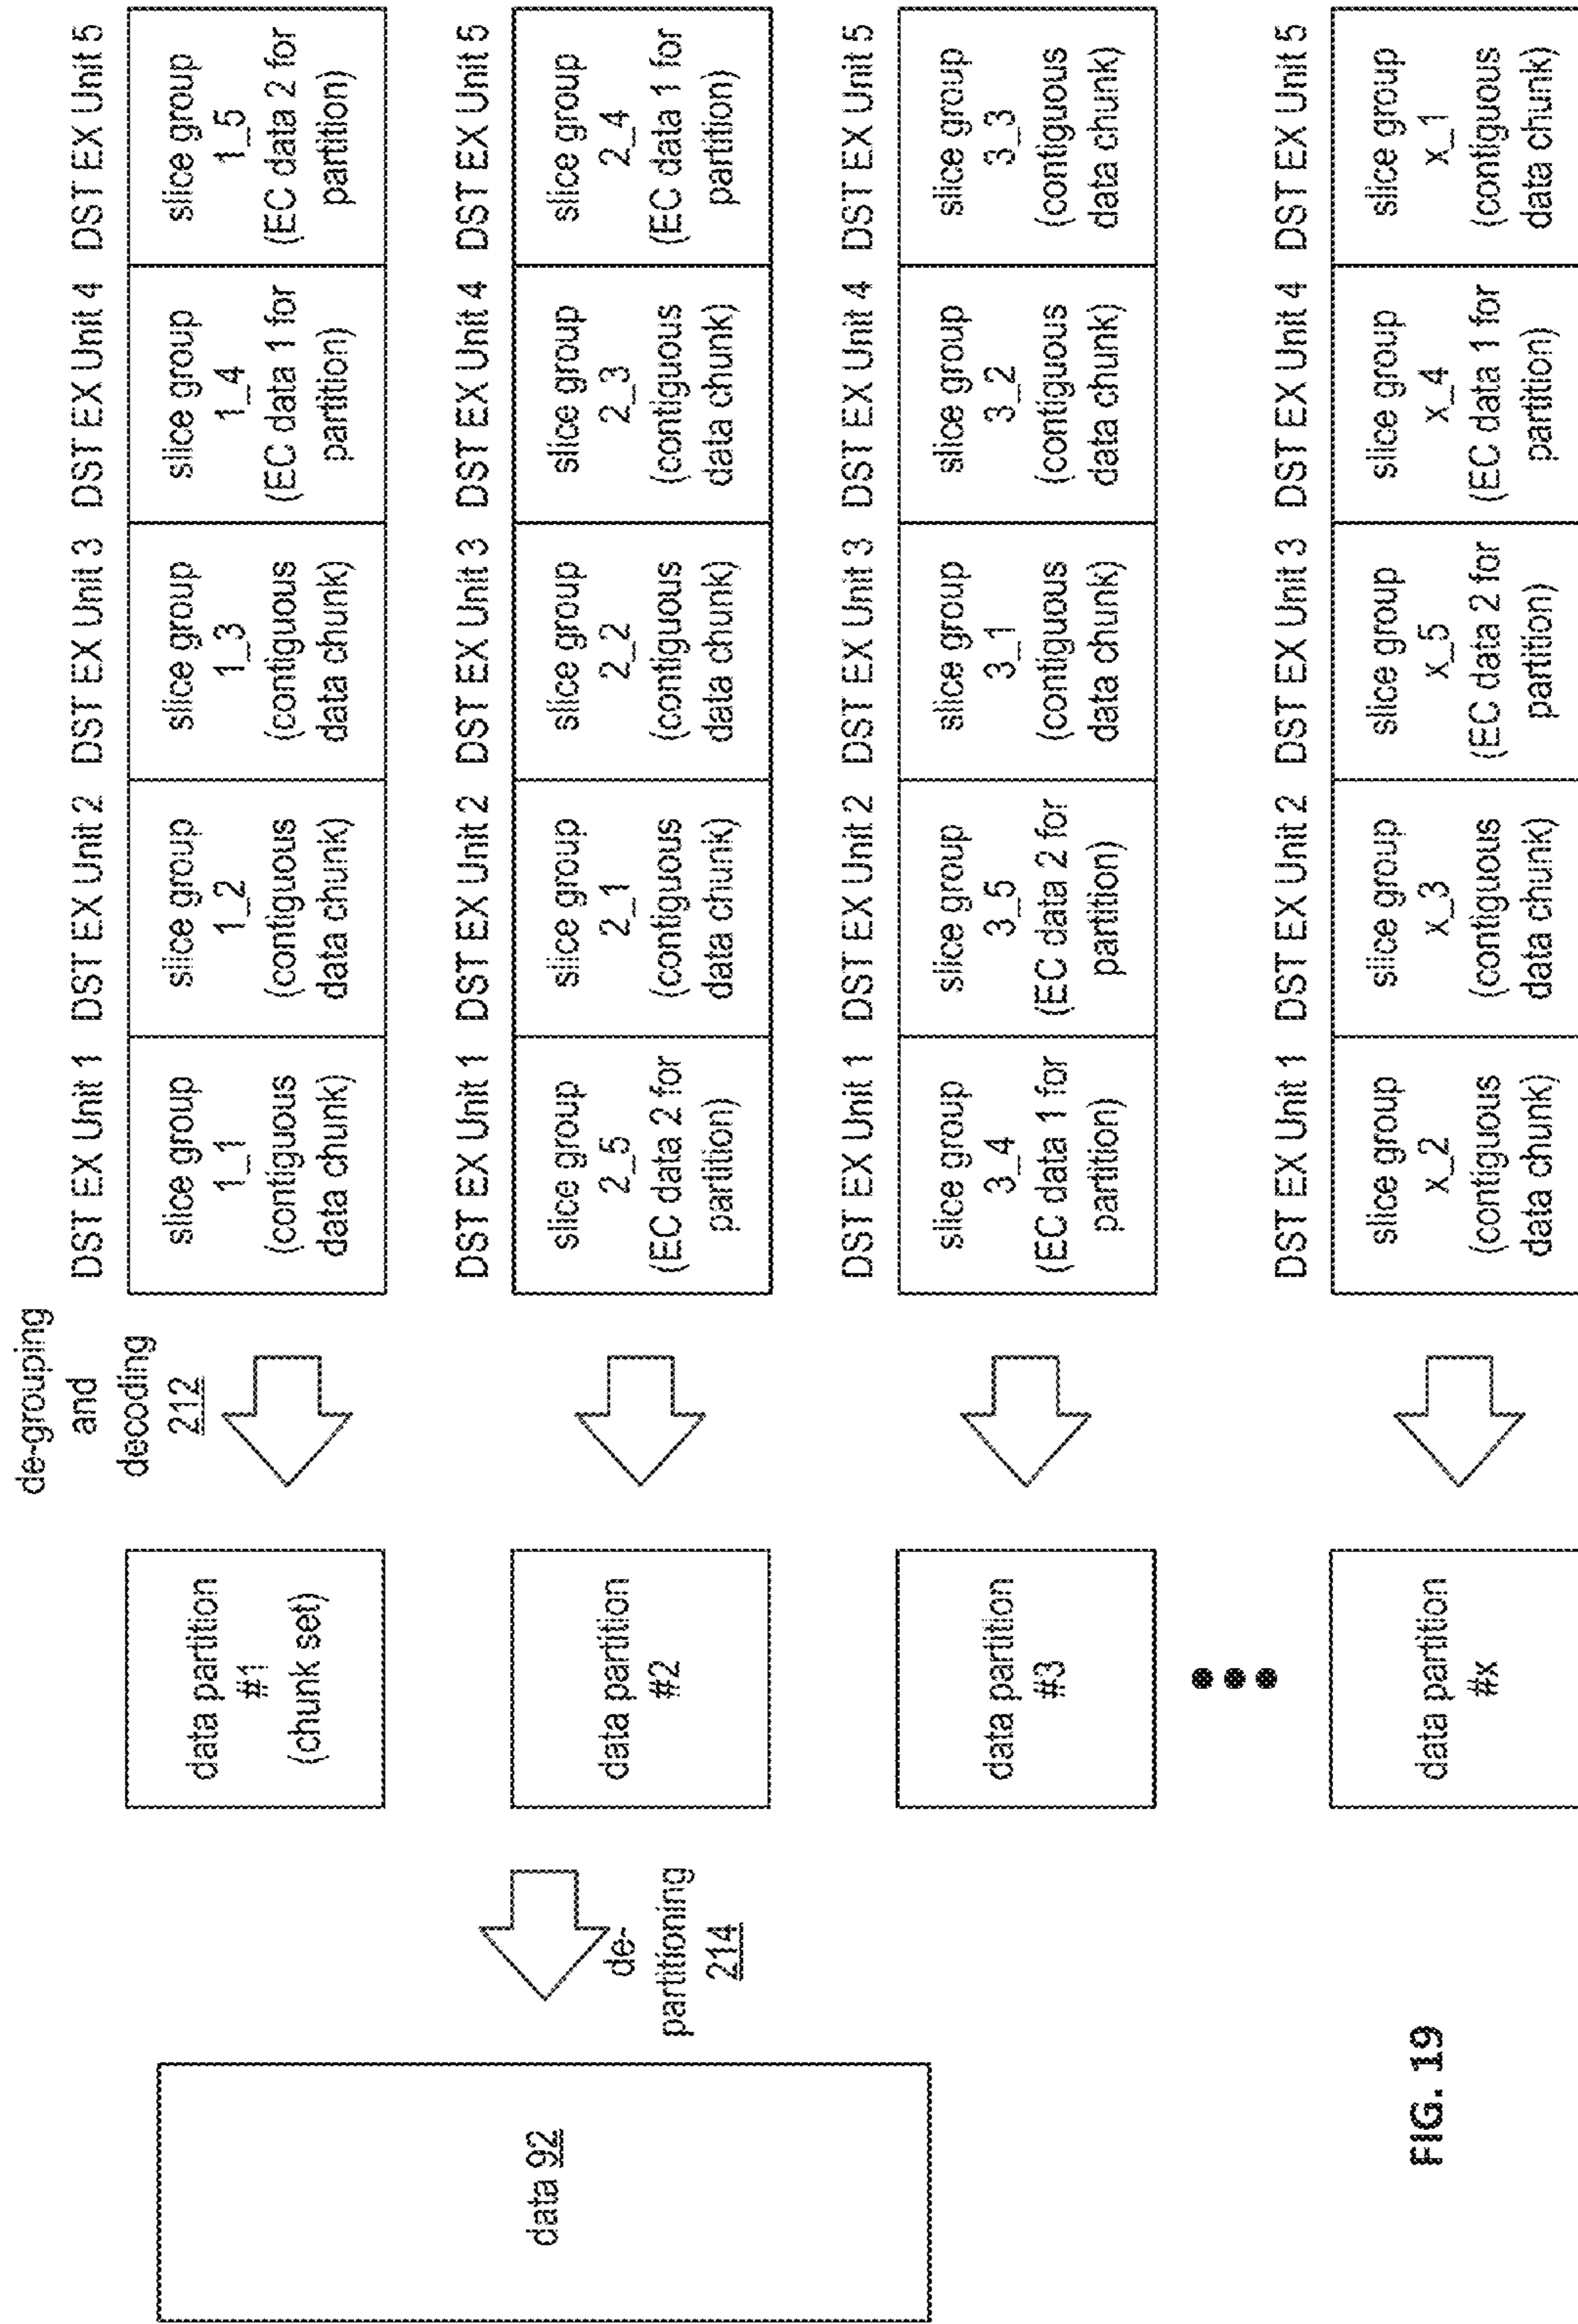 de-grouping
and
decoding
212
DST EX Unit 1 DST EX Unit 2 DST EX Unit 3 DST EX Unit 4 DST EX Unit 5
data partition
#1
(chunk set)
slice group
1_1
(contiguous
data chunk)
slice group
1_2
(contiguous
data chunk)
slice group
1_3
(contiguous
data chunk)
slice group
1_4
(EC data 1 for
partition)
slice group
1_5
(EC data 2 for
partition)
data 92
de-
partitioning
214
DST EX Unit 1 DST EX Unit 2 DST EX Unit 3 DST EX Unit 4 DST EX Unit 5
data partition
#2
slice group
2_5
(EC data 2 for
partition)
slice group
2_1
(contiguous
data chunk)
slice group
2_2
(contiguous
data chunk)
slice group
2_3
(contiguous
data chunk)
slice group
2_4
(EC data 1 for
partition)
DST EX Unit 1 DST EX Unit 2 DST EX Unit 3 DST EX Unit 4 DST EX Unit 5
data partition
#3
slice group
3_4
(EC data 1 for
partition)
slice group
3_5
(EC data 2 for
partition)
slice group
3_1
(contiguous
data chunk)
slice group
3_2
(contiguous
data chunk)
slice group
3_3
(contiguous
data chunk)
DST EX Unit 1 DST EX Unit 2 DST EX Unit 3 DST EX Unit 4 DST EX Unit 5
data partition
#x
slice group
x_2
(contiguous
data chunk)
slice group
x_3
(contiguous
data chunk)
slice group
x_5
(EC data 2 for
partition)
slice group
x_4
(EC data 1 for
partition)
slice group
x_1
(contiguous
data chunk)
FIG. 19